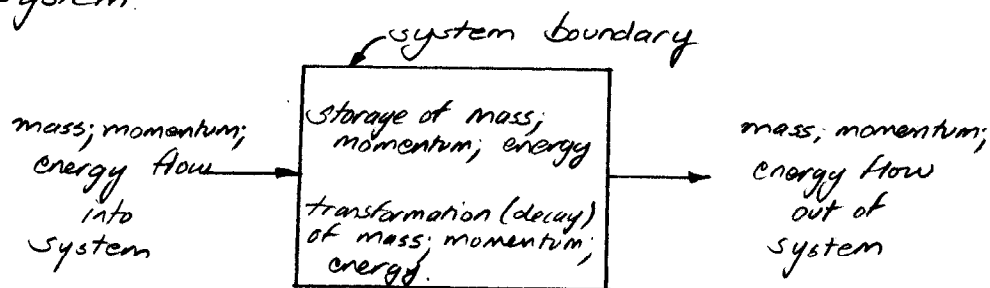 system
system boundary
mass; momentum;
energy flow
into
system
storage of mass;
momentum; energy
transformation (decay)
of mass; momentum;
energy.
mass; momentum;
energy flow
out of
system